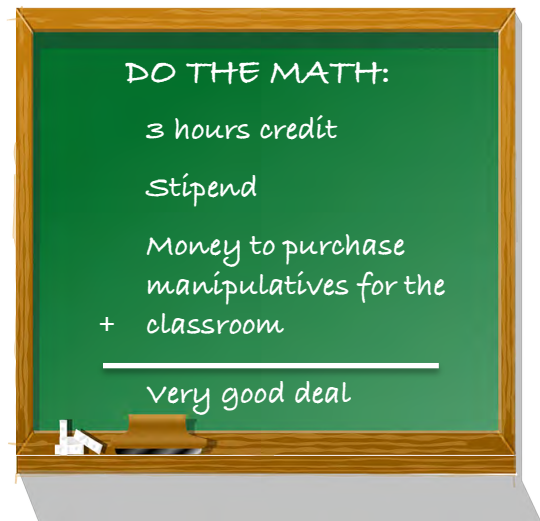 DO THE MATH:
3 hours credit
Stipend
Money to purchase
manipulatives for the
+ classroom
Very good deal